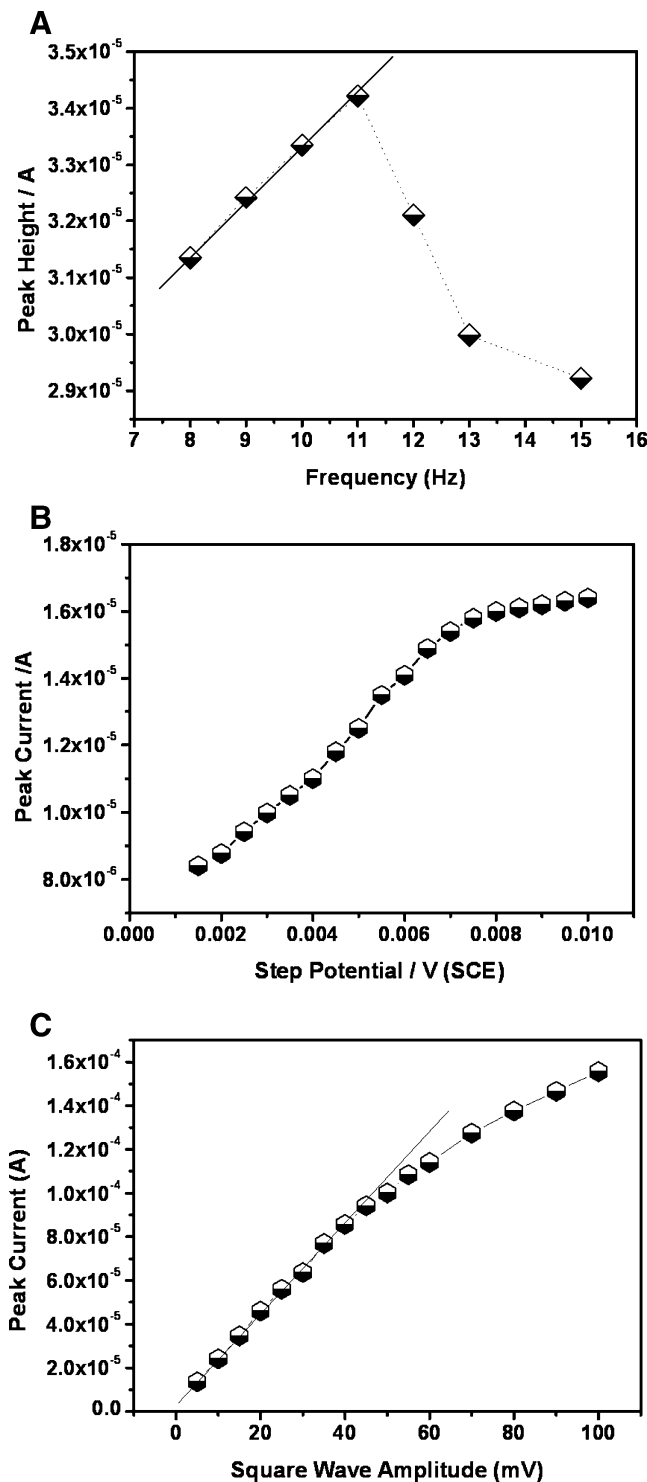 A
3.5x10⁻⁵
3.4x10⁻⁵
3.3x10⁻⁵
3.2x10⁻⁵
3.1x10⁻⁵
3.0x10⁻⁵
2.9x10⁻⁵
Peak Height / A
7 8 9 10 11 12 13 14 15 16
Frequency (Hz)
B
1.8x10⁻⁵
1.6x10⁻⁵
1.4x10⁻⁵
1.2x10⁻⁵
1.0x10⁻⁵
8.0x10⁻⁶
Peak Current /A
0.000 0.002 0.004 0.006 0.008 0.010
Step Potential / V (SCE)
C
1.6x10⁻⁴
1.4x10⁻⁴
1.2x10⁻⁴
1.0x10⁻⁴
8.0x10⁻⁵
6.0x10⁻⁵
4.0x10⁻⁵
2.0x10⁻⁵
0.0
Peak Current (A)
0 20 40 60 80 100
Square Wave Amplitude (mV)